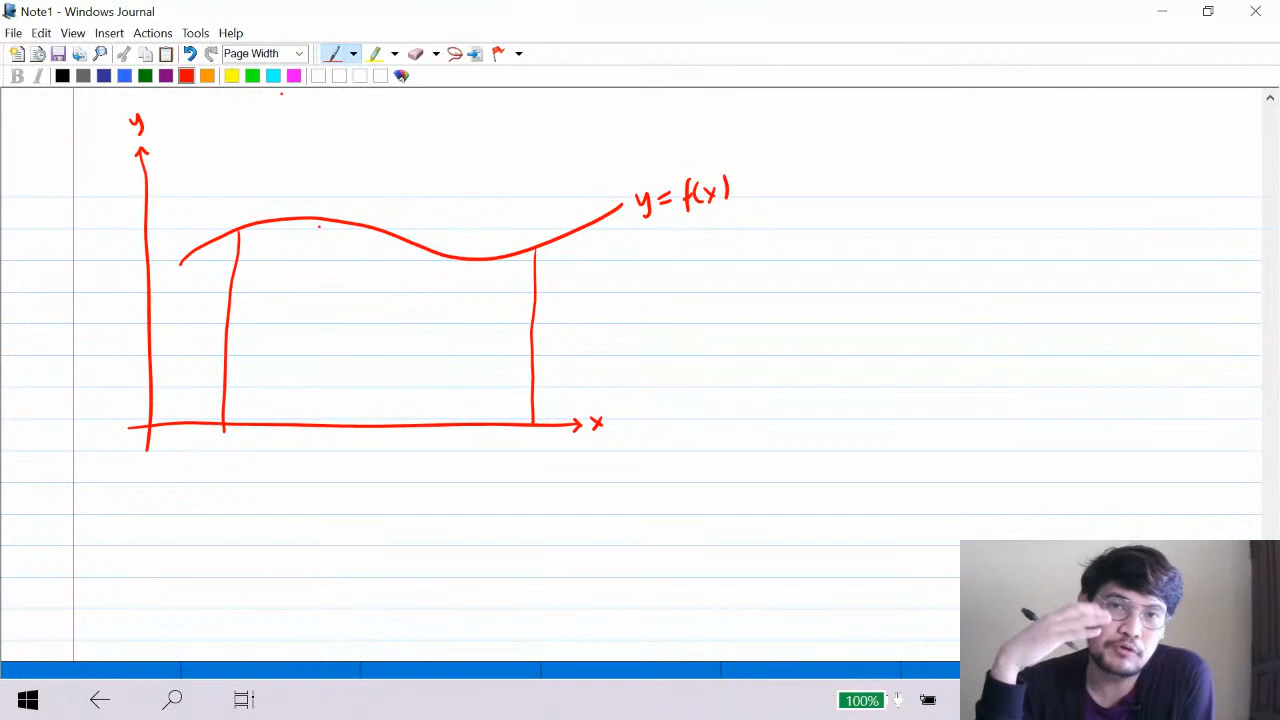 Note1 - Windows Journal
File Edit View Insert Actions Tools Help
Page Width
B I
y
y = f(x)
x
100%